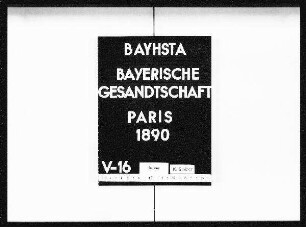 BAYHSTA
BAYERISCHE
GESANDTSCHAFT
PARIS
1890
V-16